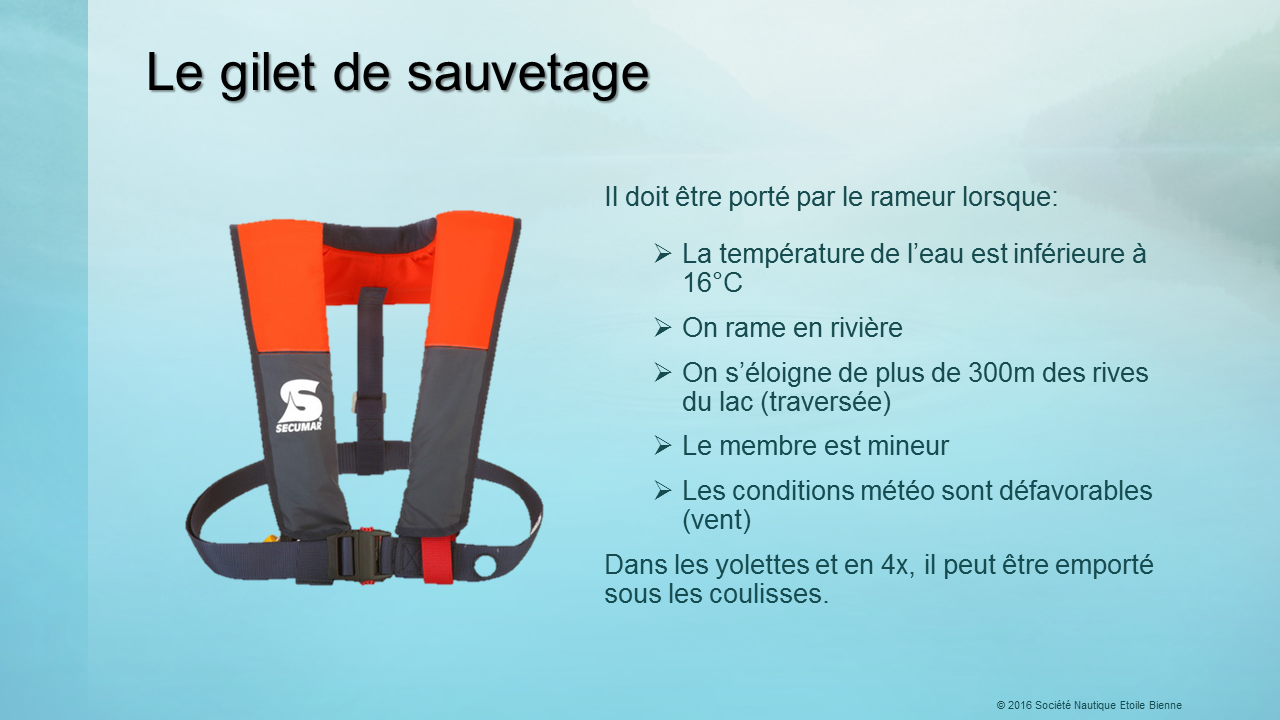 Le gilet de sauvetage
Il doit être porté par le rameur lorsque:
➢ La température de l’eau est inférieure à
16°C
➢ On rame en rivière
➢ On s’éloigne de plus de 300m des rives
du lac (traversée)
➢ Le membre est mineur
➢ Les conditions météo sont défavorables
(vent)
Dans les yolettes et en 4x, il peut être emporté
sous les coulisses.
S
SECUMAR
© 2016 Société Nautique Etoile Bienne